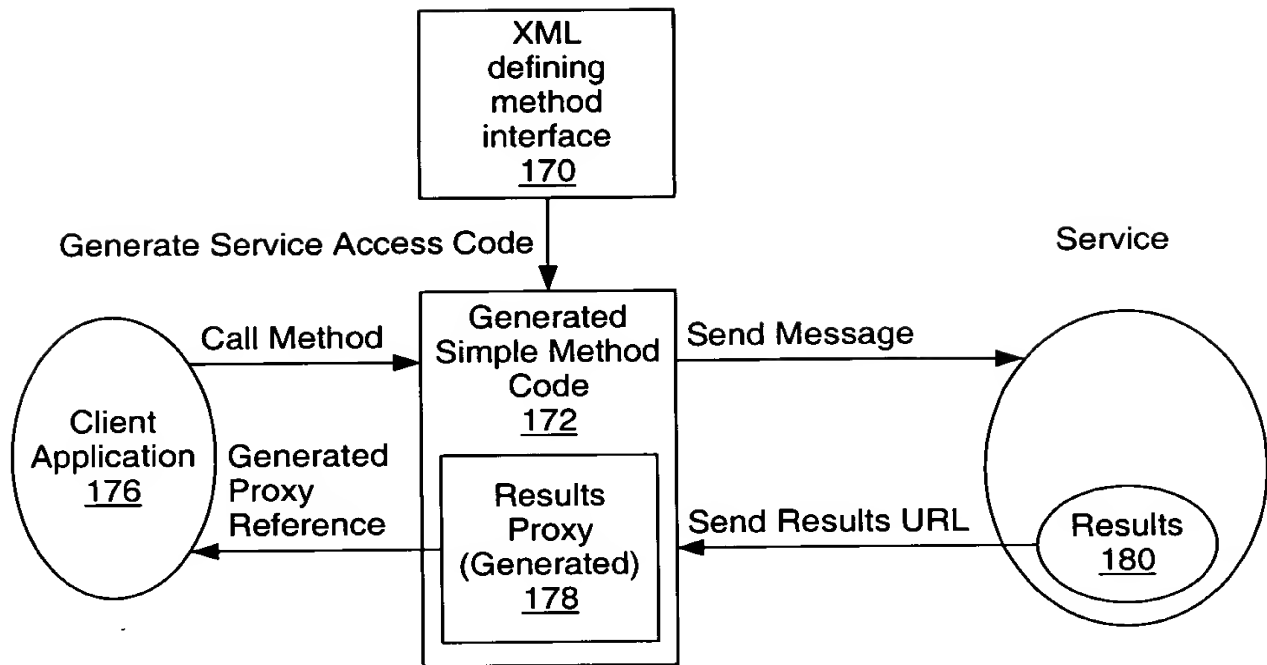 XML
defining
method
interface
170
Generate Service Access Code
Service
Call Method
Generated
Simple Method
Code
172
Send Message
Client
Application
176
Generated
Proxy
Reference
Results
Proxy
(Generated)
178
Send Results URL
Results
180